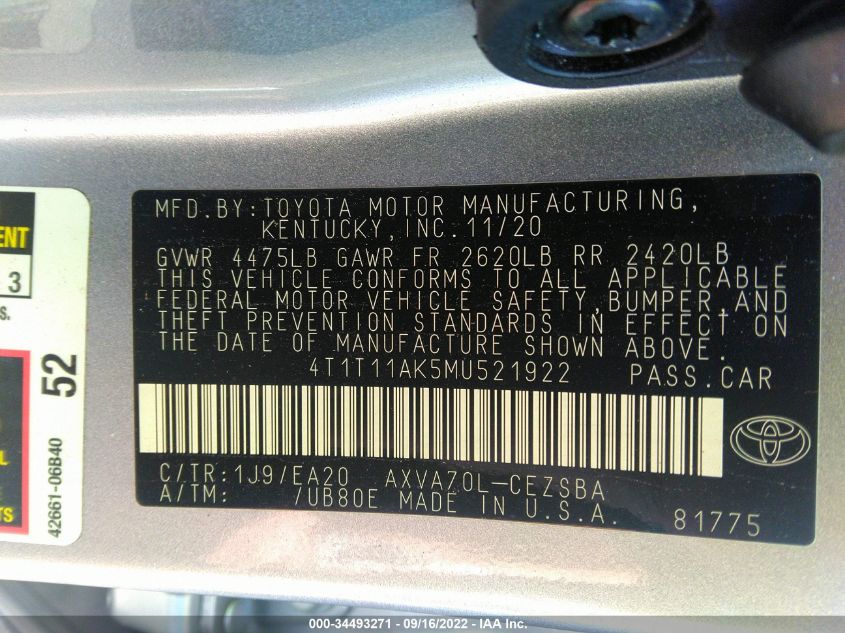 MFD.BY:TOYOTA MOTOR MANUFACTURING,
KENTUCKY,INC.11/20
GVWR 4475LB GAWR FR 2620LB RR 2420LB
THIS VEHICLE CONFORMS TO ALL APPLICABLE
FEDERAL MOTOR VEHICLE SAFETY,BUMPER,AND
THEFT PREVENTION STANDARDS IN EFFECT ON
THE DATE OF MANUFACTURE SHOWN ABOVE.
4T1T11AK5MU521922 PASS.CAR
C/TR:1J9/EA20 AXVA70L-CEZSBA
A/TM: /UB80E MADE IN U.S.A. 81775
3
52
42661-06B40
000-34493271 - 09/16/2022 - IAA Inc.